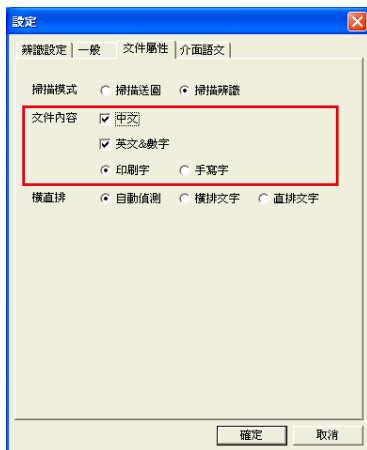 設定
辨識設定 一般 文件屬性 介面語文
掃描模式 掃描送圖 掃描辨識
文件內容 中文
英文&數字
印刷字 手寫字
橫直排 自動偵測 橫排文字 直排文字
確定 取消